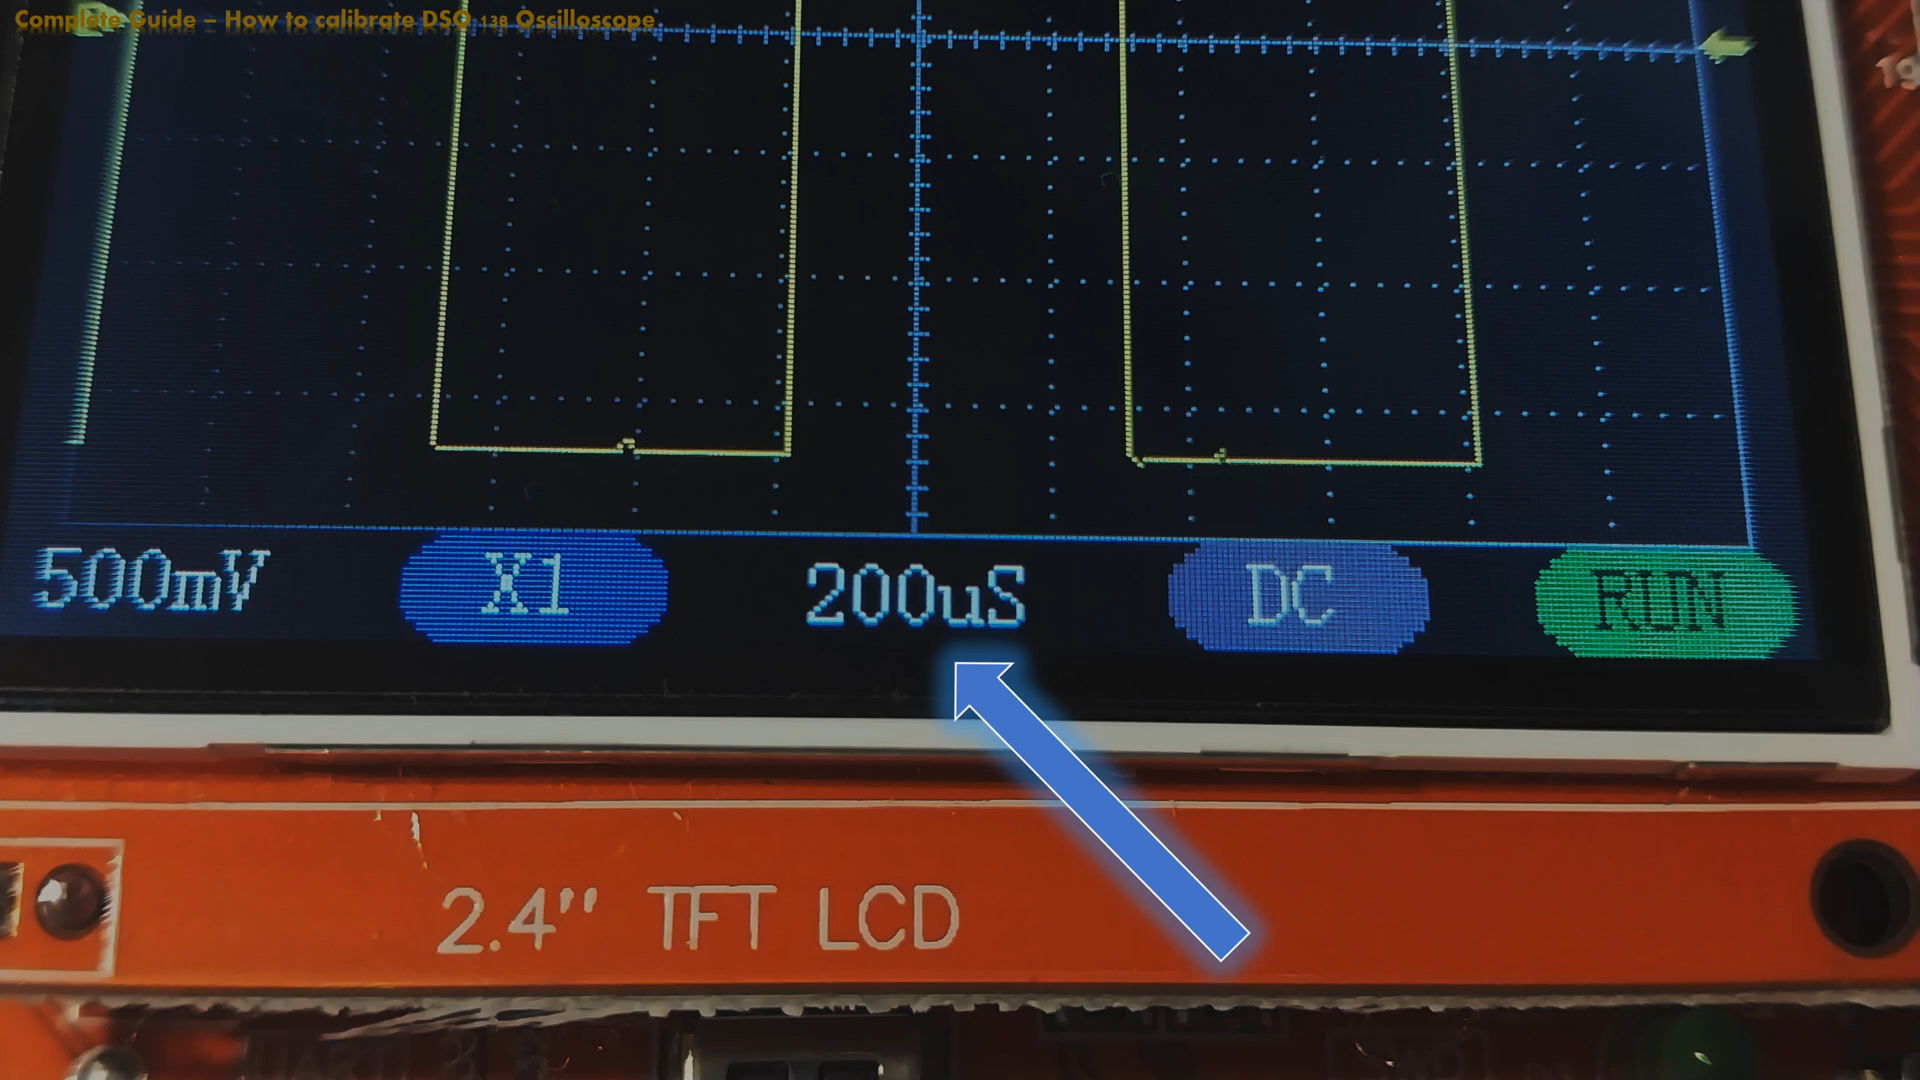 Complete Guide – How to calibrate DSO 138 Oscilloscope
500mV X1 200uS DC RUN
2.4" TFT LCD